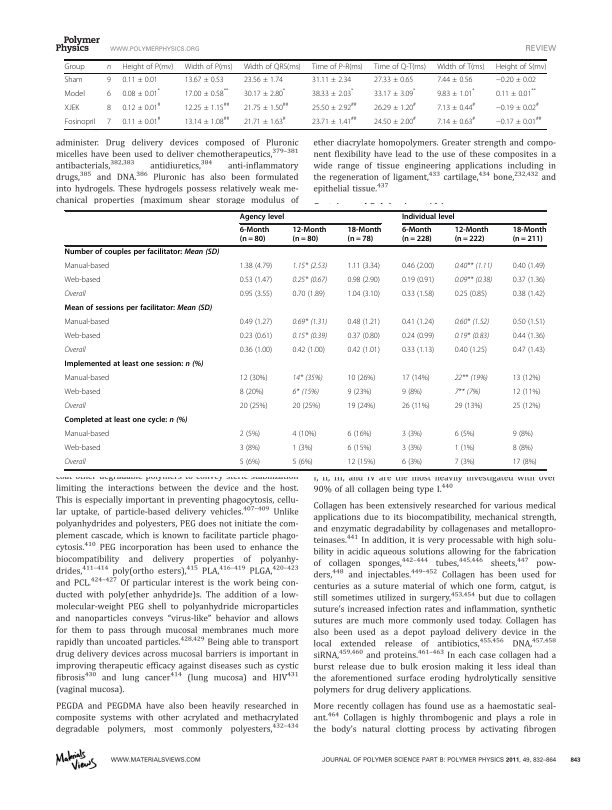 Polymer
Physics WWW.POLYMERPHYSICS.ORG REVIEW
Group n Height of P(mv) Width of P(ms) Width of QRS(ms) Time of P-R(ms) Time of Q-T(ms) Width of T(ms) Height of S(mv)
Sham 9 0.11 ± 0.01 13.67 ± 0.53 23.56 ± 1.74 31.11 ± 2.34 27.33 ± 0.65 7.44 ± 0.56 −0.20 ± 0.02
Model 6 0.08 ± 0.01* 17.00 ± 0.58** 30.17 ± 2.80* 38.33 ± 2.03* 33.17 ± 3.09* 9.83 ± 1.01* 0.11 ± 0.01**
XJEK 8 0.12 ± 0.01# 12.25 ± 1.15## 21.75 ± 1.50## 25.50 ± 2.92## 26.29 ± 1.20# 7.13 ± 0.44# −0.19 ± 0.02#
Fosinopril 7 0.11 ± 0.01# 13.14 ± 1.08## 21.71 ± 1.63# 23.71 ± 1.41## 24.50 ± 2.00# 7.14 ± 0.63# −0.17 ± 0.01##
administer. Drug delivery devices composed of Pluronic
micelles have been used to deliver chemotherapeutics,379–381
antibacterials,382,383 antidiuretics,384 anti-inflammatory
drugs,385 and DNA.386 Pluronic has also been formulated
into hydrogels. These hydrogels possess relatively weak me-
chanical properties (maximum shear storage modulus of
ether diacrylate homopolymers. Greater strength and compo-
nent flexibility have lead to the use of these composites in a
wide range of tissue engineering applications including in
the regeneration of ligament,433 cartilage,434 bone,232,432 and
epithelial tissue.437
Agency level Individual level
6-Month (n = 80) 12-Month (n = 80) 18-Month (n = 78) 6-Month (n = 228) 12-Month (n = 222) 18-Month (n = 211)
Number of couples per facilitator: Mean (SD)
Manual-based 1.38 (4.79) 1.15* (2.53) 1.11 (3.34) 0.46 (2.00) 0.40** (1.11) 0.40 (1.49)
Web-based 0.53 (1.47) 0.25* (0.67) 0.98 (2.90) 0.19 (0.91) 0.09** (0.38) 0.37 (1.36)
Overall 0.95 (3.55) 0.70 (1.89) 1.04 (3.10) 0.33 (1.58) 0.25 (0.85) 0.38 (1.42)
Mean of sessions per facilitator: Mean (SD)
Manual-based 0.49 (1.27) 0.69* (1.31) 0.48 (1.21) 0.41 (1.24) 0.60* (1.52) 0.50 (1.51)
Web-based 0.23 (0.61) 0.15* (0.39) 0.37 (0.80) 0.24 (0.99) 0.19* (0.83) 0.44 (1.36)
Overall 0.36 (1.00) 0.42 (1.00) 0.42 (1.01) 0.33 (1.13) 0.40 (1.25) 0.47 (1.43)
Implemented at least one session: n (%)
Manual-based 12 (30%) 14* (35%) 10 (26%) 17 (14%) 22** (19%) 13 (12%)
Web-based 8 (20%) 6* (15%) 9 (23%) 9 (8%) 7** (7%) 12 (11%)
Overall 20 (25%) 20 (25%) 19 (24%) 26 (11%) 29 (13%) 25 (12%)
Completed at least one cycle: n (%)
Manual-based 2 (5%) 4 (10%) 6 (16%) 3 (3%) 6 (5%) 9 (8%)
Web-based 3 (8%) 1 (3%) 6 (15%) 3 (3%) 1 (1%) 8 (8%)
Overall 5 (6%) 5 (6%) 12 (15%) 6 (3%) 7 (3%) 17 (8%)
coat other degradable polymers to convey steric stabilization
limiting the interactions between the device and the host.
This is especially important in preventing phagocytosis, cellu-
lar uptake, of particle-based delivery vehicles.407–409 Unlike
polyanhydrides and polyesters, PEG does not initiate the com-
plement cascade, which is known to facilitate particle phago-
cytosis.410 PEG incorporation has been used to enhance the
biocompatibility and delivery properties of polyanhy-
drides,411–414 poly(ortho esters),415 PLA,416–419 PLGA,420–423
and PCL.424–427 Of particular interest is the work being con-
ducted with poly(ether anhydride)s. The addition of a low-
molecular-weight PEG shell to polyanhydride microparticles
and nanoparticles conveys “virus-like” behavior and allows
for them to pass through mucosal membranes much more
rapidly than uncoated particles.428,429 Being able to transport
drug delivery devices across mucosal barriers is important in
improving therapeutic efficacy against diseases such as cystic
fibrosis430 and lung cancer414 (lung mucosa) and HIV431
(vaginal mucosa).
PEGDA and PEGDMA have also been heavily researched in
composite systems with other acrylated and methacrylated
degradable polymers, most commonly polyesters,432–434
I, II, III, and IV are the most heavily investigated with over
90% of all collagen being type I.440
Collagen has been extensively researched for various medical
applications due to its biocompatibility, mechanical strength,
and enzymatic degradability by collagenases and metallopro-
teinases.441 In addition, it is very processable with high solu-
bility in acidic aqueous solutions allowing for the fabrication
of collagen sponges,442–444 tubes,445,446 sheets,447 pow-
ders,448 and injectables.449–452 Collagen has been used for
centuries as a suture material of which one form, catgut, is
still sometimes utilized in surgery,453,454 but due to collagen
suture’s increased infection rates and inflammation, synthetic
sutures are much more commonly used today. Collagen has
also been used as a depot payload delivery device in the
local extended release of antibiotics,455,456 DNA,457,458
siRNA,459,460 and proteins.461–463 In each case collagen had a
burst release due to bulk erosion making it less ideal than
the aforementioned surface eroding hydrolytically sensitive
polymers for drug delivery applications.
More recently collagen has found use as a haemostatic seal-
ant.464 Collagen is highly thrombogenic and plays a role in
the body’s natural clotting process by activating fibrogen
Materials
Views WWW.MATERIALSVIEWS.COM JOURNAL OF POLYMER SCIENCE PART B: POLYMER PHYSICS 2011, 49, 832–864 843